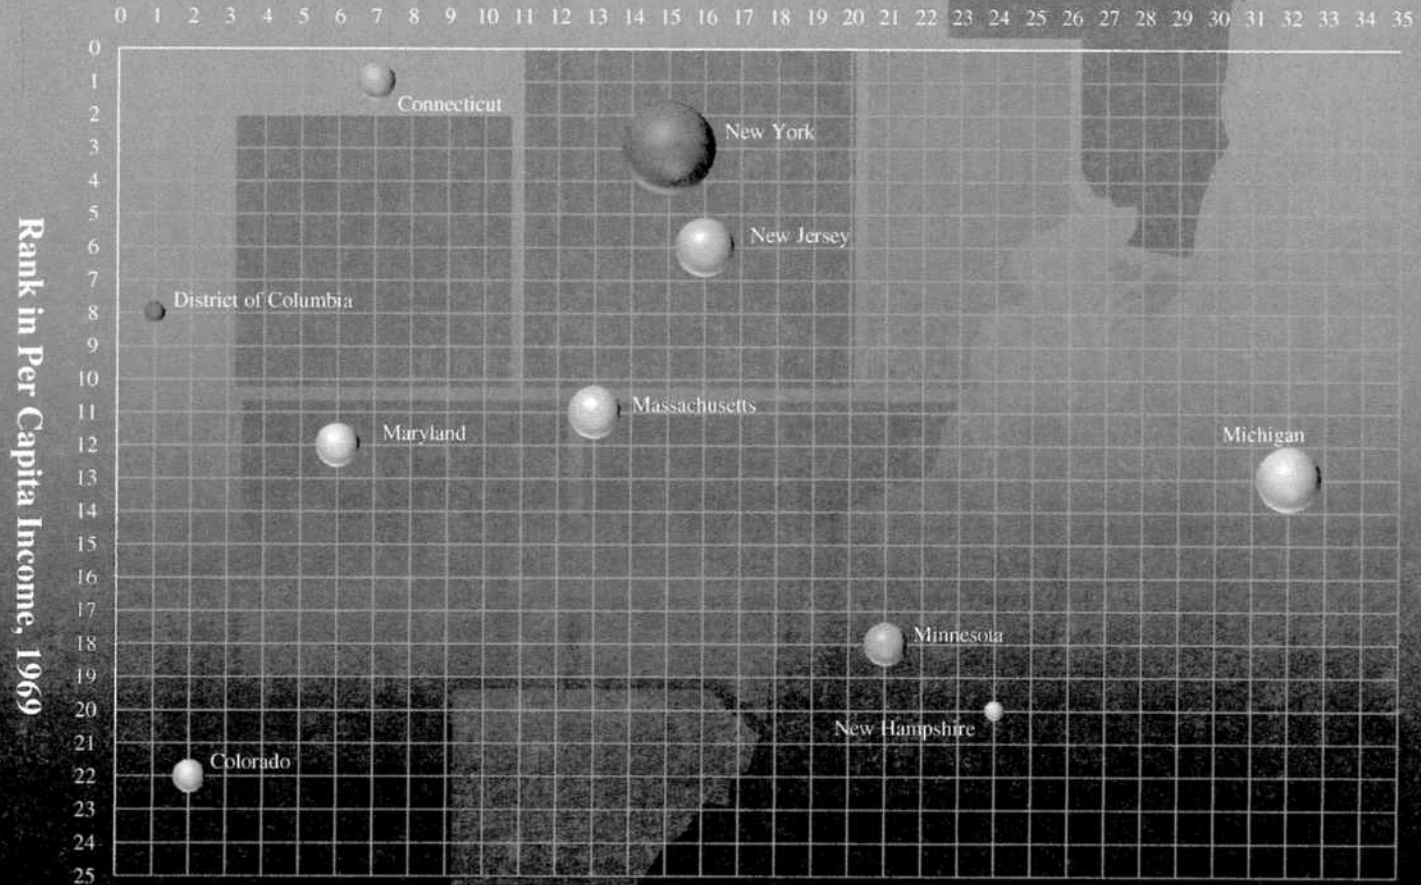 0 1 2 3 4 5 6 7 8 9 10 11 12 13 14 15 16 17 18 19 20 21 22 23 24 25 26 27 28 29 30 31 32 33 34 35
0
1
Connecticut
2
New York
3
4
5
6
New Jersey
7
District of Columbia
8
9
10
11
Massachusetts
Maryland
12
Michigan
13
14
15
16
17
18
Minnesota
19
20
New Hampshire
21
Colorado
22
23
24
25
Rank in Per Capita Income, 1969